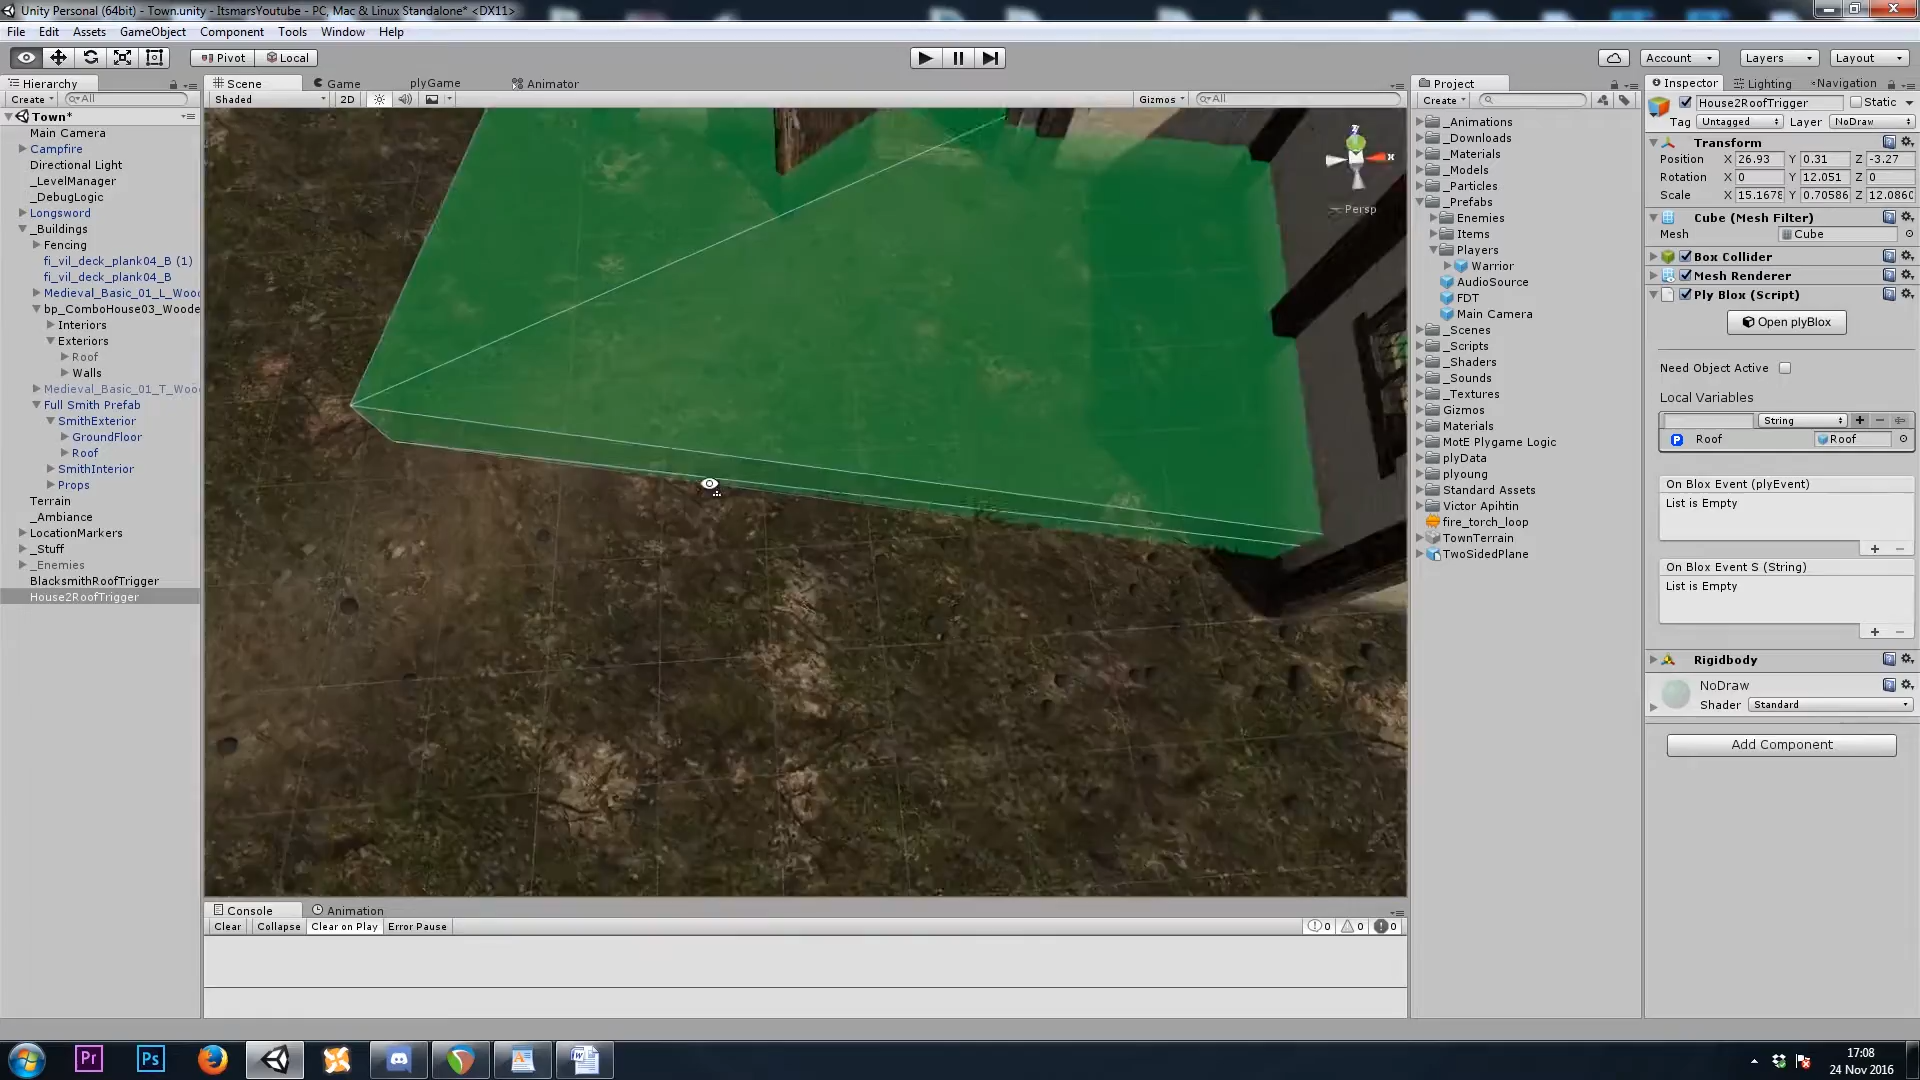 Unity Personal (64bit) - Town.unity - ItsmarsYoutube - PC, Mac & Linux Standalone* <DX11>
File Edit Assets GameObject Component Tools Window Help
Pivot Local Account Layers Layout
Hierarchy
Create All
Town*
Main Camera
Campfire
Directional Light
_LevelManager
_DebugLogic
Longsword
_Buildings
Fencing
fi_vil_deck_plank04_B (1)
fi_vil_deck_plank04_B
Medieval_Basic_01_L_Wood
bp_ComboHouse03_Woode
Interiors
Exteriors
Roof
Walls
Medieval_Basic_01_T_Woo
Full Smith Prefab
SmithExterior
GroundFloor
Roof
SmithInterior
Props
Terrain
_Ambiance
LocationMarkers
_Stuff
_Enemies
BlacksmithRoofTrigger
House2RoofTrigger
Scene Game plyGame Animator
Shaded 2D Gizmos All
x
Persp
Console Animation
Clear Collapse Clear on Play Error Pause 0 0 0
Project
Create
_Animations
_Downloads
_Materials
_Models
_Particles
_Prefabs
Enemies
Items
Players
Warrior
AudioSource
FDT
Main Camera
_Scenes
_Scripts
_Shaders
_Sounds
_Textures
Gizmos
Materials
MotE Plygame Logic
plyData
plyoung
Standard Assets
Victor Apihtin
fire_torch_loop
TownTerrain
TwoSidedPlane
Inspector Lighting Navigation
House2RoofTrigger Static
Tag Untagged Layer NoDraw
Transform
Position X 26.93 Y 0.31 Z -3.27
Rotation X 0 Y 12.051 Z 0
Scale X 15.1678 Y 0.70586 Z 12.0860
Cube (Mesh Filter)
Mesh Cube
Box Collider
Mesh Renderer
Ply Blox (Script)
Open plyBlox
Need Object Active
Local Variables
String
P Roof Roof
On Blox Event (plyEvent)
List is Empty
On Blox Event S (String)
List is Empty
Rigidbody
NoDraw
Shader Standard
Add Component
Pr Ps
17:08
24 Nov 2016